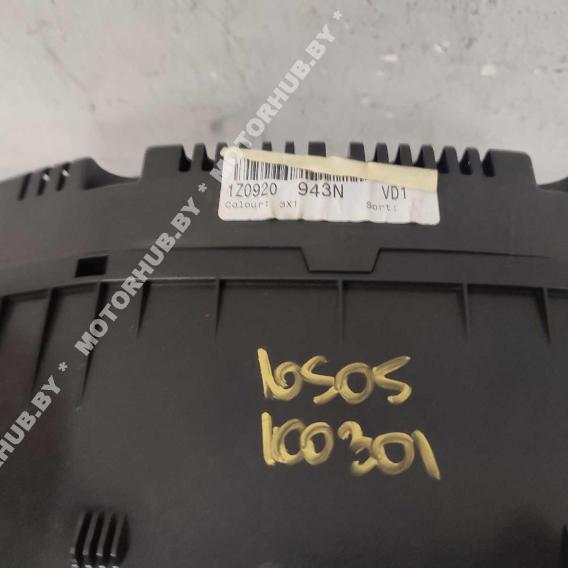 MOTORHUB.BY * MOTORHUB.BY * MOTORHUB.BY
1Z0920 943N VD1
Colour: 3X1 Sort:
10505
100301